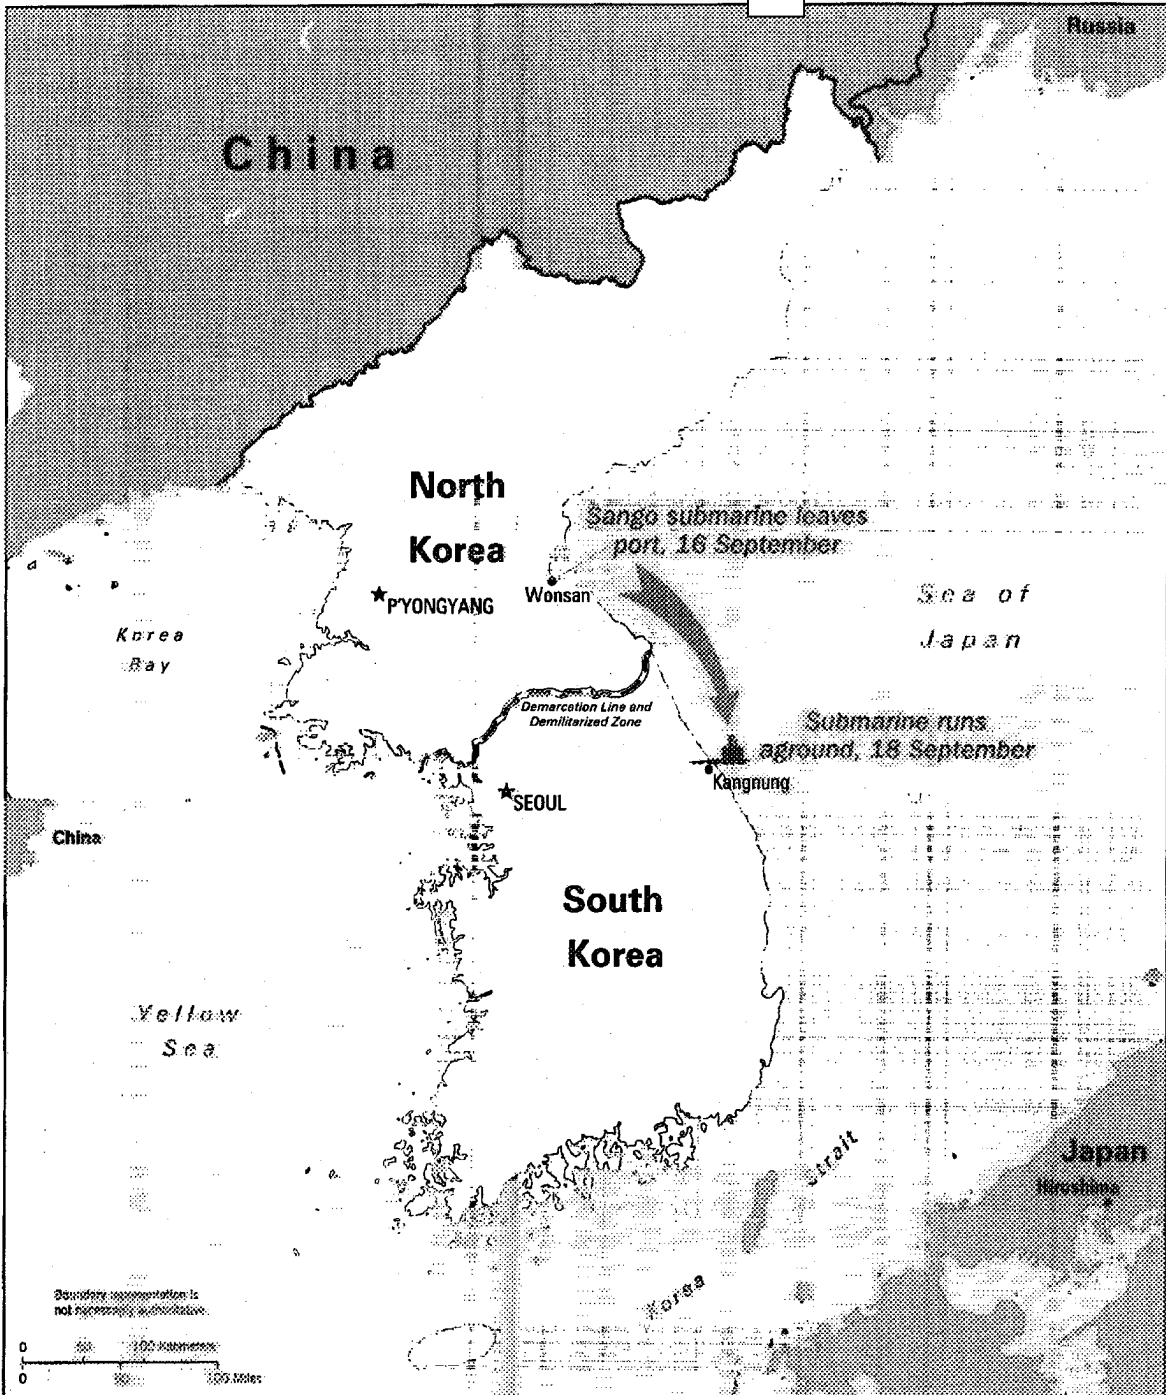 Russia
China
North
Korea
Sango submarine leaves
port, 16 September
Wonsan
★P'YONGYANG
Sea of
Japan
Korea
Bay
Demarcation Line and
Demilitarized Zone
Submarine runs
aground, 18 September
Kangnung
★SEOUL
China
South
Korea
Yellow
Sea
Japan
Hiroshima
Korea Strait
Boundary representation is
not necessarily authoritative.
0 50 100 Kilometers
0 50 100 Miles